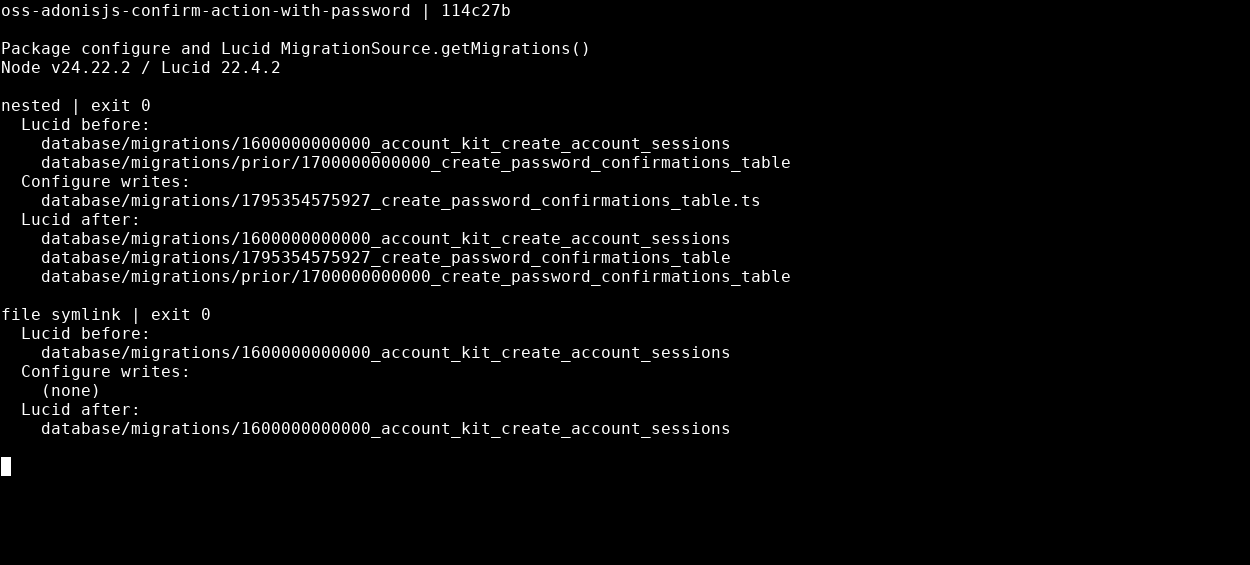 oss-adonisjs-confirm-action-with-password | 114c27b
Package configure and Lucid MigrationSource.getMigrations()
Node v24.22.2 / Lucid 22.4.2
nested | exit 0
Lucid before:
database/migrations/1600000000000_account_kit_create_account_sessions
database/migrations/prior/1700000000000_create_password_confirmations_table
Configure writes:
database/migrations/1795354575927_create_password_confirmations_table.ts
Lucid after:
database/migrations/1600000000000_account_kit_create_account_sessions
database/migrations/1795354575927_create_password_confirmations_table
database/migrations/prior/1700000000000_create_password_confirmations_table
file symlink | exit 0
Lucid before:
database/migrations/1600000000000_account_kit_create_account_sessions
Configure writes:
(none)
Lucid after:
database/migrations/1600000000000_account_kit_create_account_sessions